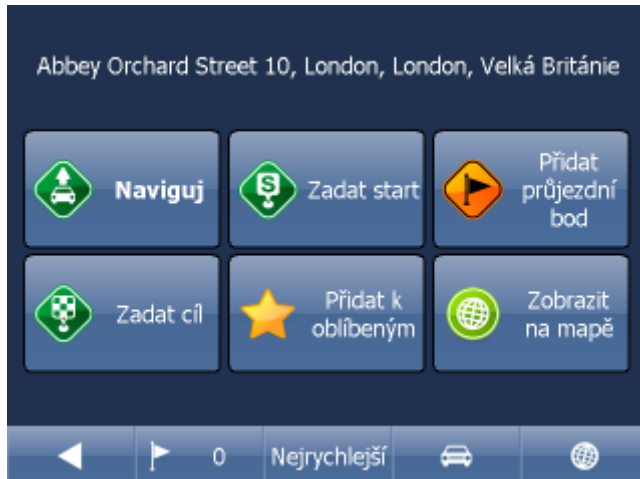 Abbey Orchard Street 10, London, London, Velká Británie
Naviguj
Zadat start
Přidat
průjezdní
bod
Zadat cíl
Přidat k
oblíbeným
Zobrazit
na mapě
0
Nejrychlejší